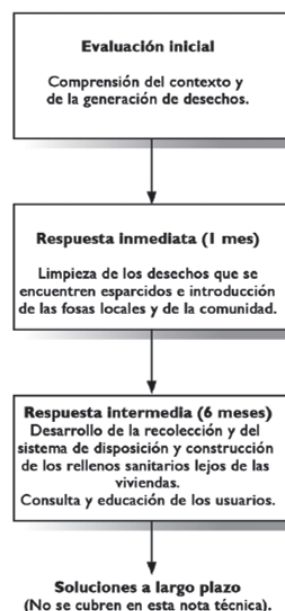 Evaluación inicial
Comprensión del contexto y
de la generación de desechos.
Respuesta inmediata (1 mes)
Limpieza de los desechos que se
encuentren esparcidos e introducción
de las fosas locales y de la comunidad.
Respuesta intermedia (6 meses)
Desarrollo de la recolección y del
sistema de disposición y construcción
de los rellenos sanitarios lejos de las
viviendas.
Consulta y educación de los usuarios.
Soluciones a largo plazo
(No se cubren en esta nota técnica).